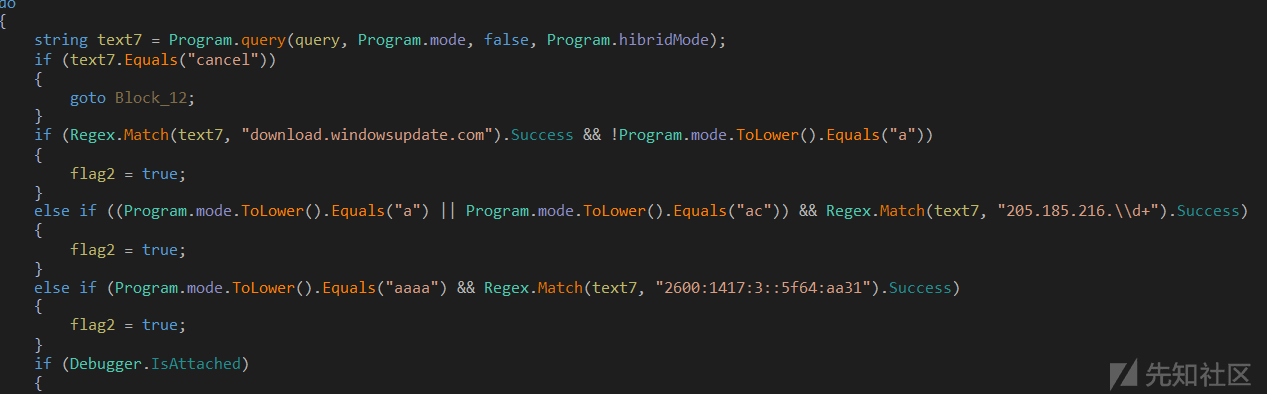 do
{
string text7 = Program.query(query, Program.mode, false, Program.hibridMode);
if (text7.Equals("cancel"))
{
goto Block_12;
}
if (Regex.Match(text7, "download.windowsupdate.com").Success && !Program.mode.ToLower().Equals("a"))
{
flag2 = true;
}
else if ((Program.mode.ToLower().Equals("a") || Program.mode.ToLower().Equals("ac")) && Regex.Match(text7, "205.185.216.\\d+").Success)
{
flag2 = true;
}
else if (Program.mode.ToLower().Equals("aaaa") && Regex.Match(text7, "2600:1417:3::5f64:aa31").Success)
{
flag2 = true;
}
if (Debugger.IsAttached)
{
先知社区